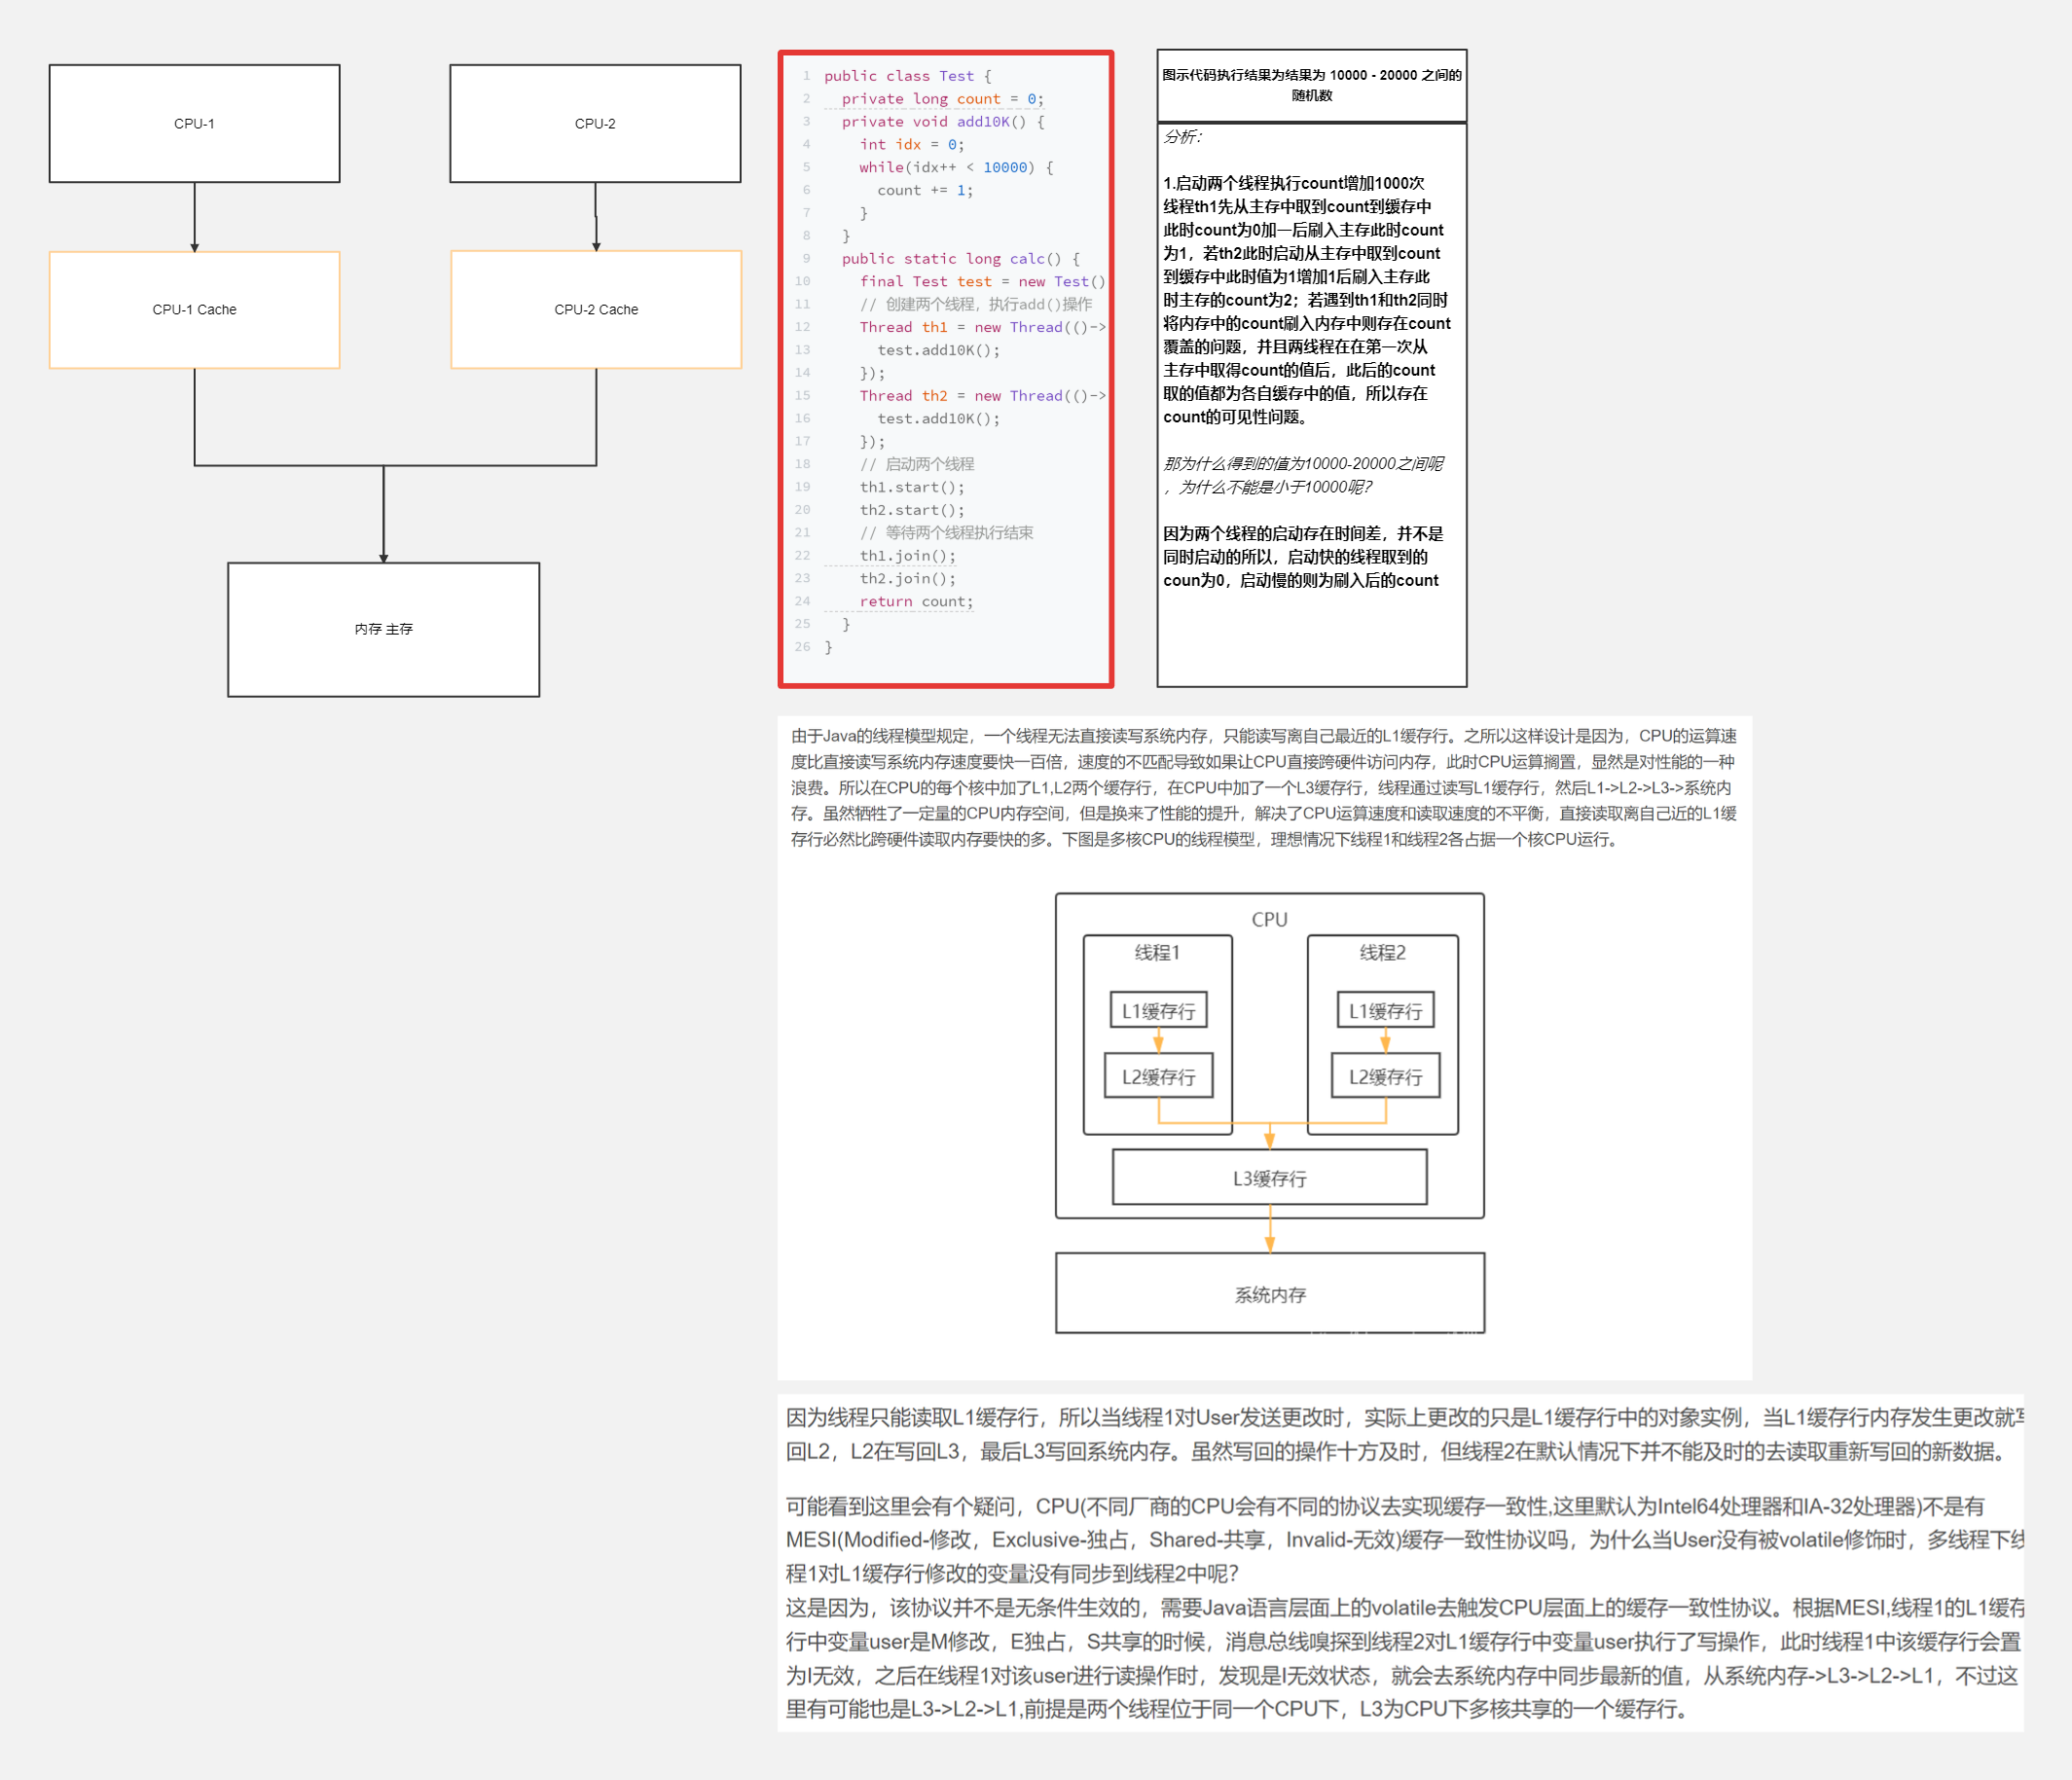 CPU-1
CPU-2
CPU-1 Cache
CPU-2 Cache
内存 主存
1 public class Test {
2 private long count = 0;
3 private void add10K() {
4 int idx = 0;
5 while(idx++ < 10000) {
6 count += 1;
7 }
8 }
9 public static long calc() {
10 final Test test = new Test()
11 // 创建两个线程，执行add()操作
12 Thread th1 = new Thread(()->
13 test.add10K();
14 });
15 Thread th2 = new Thread(()->
16 test.add10K();
17 });
18 // 启动两个线程
19 th1.start();
20 th2.start();
21 // 等待两个线程执行结束
22 th1.join();
23 th2.join();
24 return count;
25 }
26 }
图示代码执行结果为结果为 10000 - 20000 之间的
随机数
分析：
1.启动两个线程执行count增加1000次
线程th1先从主存中取到count到缓存中
此时count为0加一后刷入主存此时count
为1，若th2此时启动从主存中取到count
到缓存中此时值为1增加1后刷入主存此
时主存的count为2；若遇到th1和th2同时
将内存中的count刷入内存中则存在count
覆盖的问题，并且两线程在在第一次从
主存中取得count的值后，此后的count
取的值都为各自缓存中的值，所以存在
count的可见性问题。
那为什么得到的值为10000-20000之间呢
，为什么不能是小于10000呢？
因为两个线程的启动存在时间差，并不是
同时启动的所以，启动快的线程取到的
coun为0，启动慢的则为刷入后的count
由于Java的线程模型规定，一个线程无法直接读写系统内存，只能读写离自己最近的L1缓存行。之所以这样设计是因为，CPU的运算速
度比直接读写系统内存速度要快一百倍，速度的不匹配导致如果让CPU直接跨硬件访问内存，此时CPU运算搁置，显然是对性能的一种
浪费。所以在CPU的每个核中加了L1,L2两个缓存行，在CPU中加了一个L3缓存行，线程通过读写L1缓存行，然后L1->L2->L3->系统内
存。虽然牺牲了一定量的CPU内存空间，但是换来了性能的提升，解决了CPU运算速度和读取速度的不平衡，直接读取离自己近的L1缓
存行必然比跨硬件读取内存要快的多。下图是多核CPU的线程模型，理想情况下线程1和线程2各占据一个核CPU运行。
CPU
线程1
线程2
L1缓存行
L1缓存行
L2缓存行
L2缓存行
L3缓存行
系统内存
因为线程只能读取L1缓存行，所以当线程1对User发送更改时，实际上更改的只是L1缓存行中的对象实例，当L1缓存行内存发生更改就写
回L2，L2在写回L3，最后L3写回系统内存。虽然写回的操作十方及时，但线程2在默认情况下并不能及时的去读取重新写回的新数据。
可能看到这里会有个疑问，CPU(不同厂商的CPU会有不同的协议去实现缓存一致性,这里默认为Intel64处理器和IA-32处理器)不是有
MESI(Modified-修改，Exclusive-独占，Shared-共享，Invalid-无效)缓存一致性协议吗，为什么当User没有被volatile修饰时，多线程下线
程1对L1缓存行修改的变量没有同步到线程2中呢？
这是因为，该协议并不是无条件生效的，需要Java语言层面上的volatile去触发CPU层面上的缓存一致性协议。根据MESI,线程1的L1缓存
行中变量user是M修改，E独占，S共享的时候，消息总线嗅探到线程2对L1缓存行中变量user执行了写操作，此时线程1中该缓存行会置
为I无效，之后在线程1对该user进行读操作时，发现是I无效状态，就会去系统内存中同步最新的值，从系统内存->L3->L2->L1，不过这
里有可能也是L3->L2->L1,前提是两个线程位于同一个CPU下，L3为CPU下多核共享的一个缓存行。